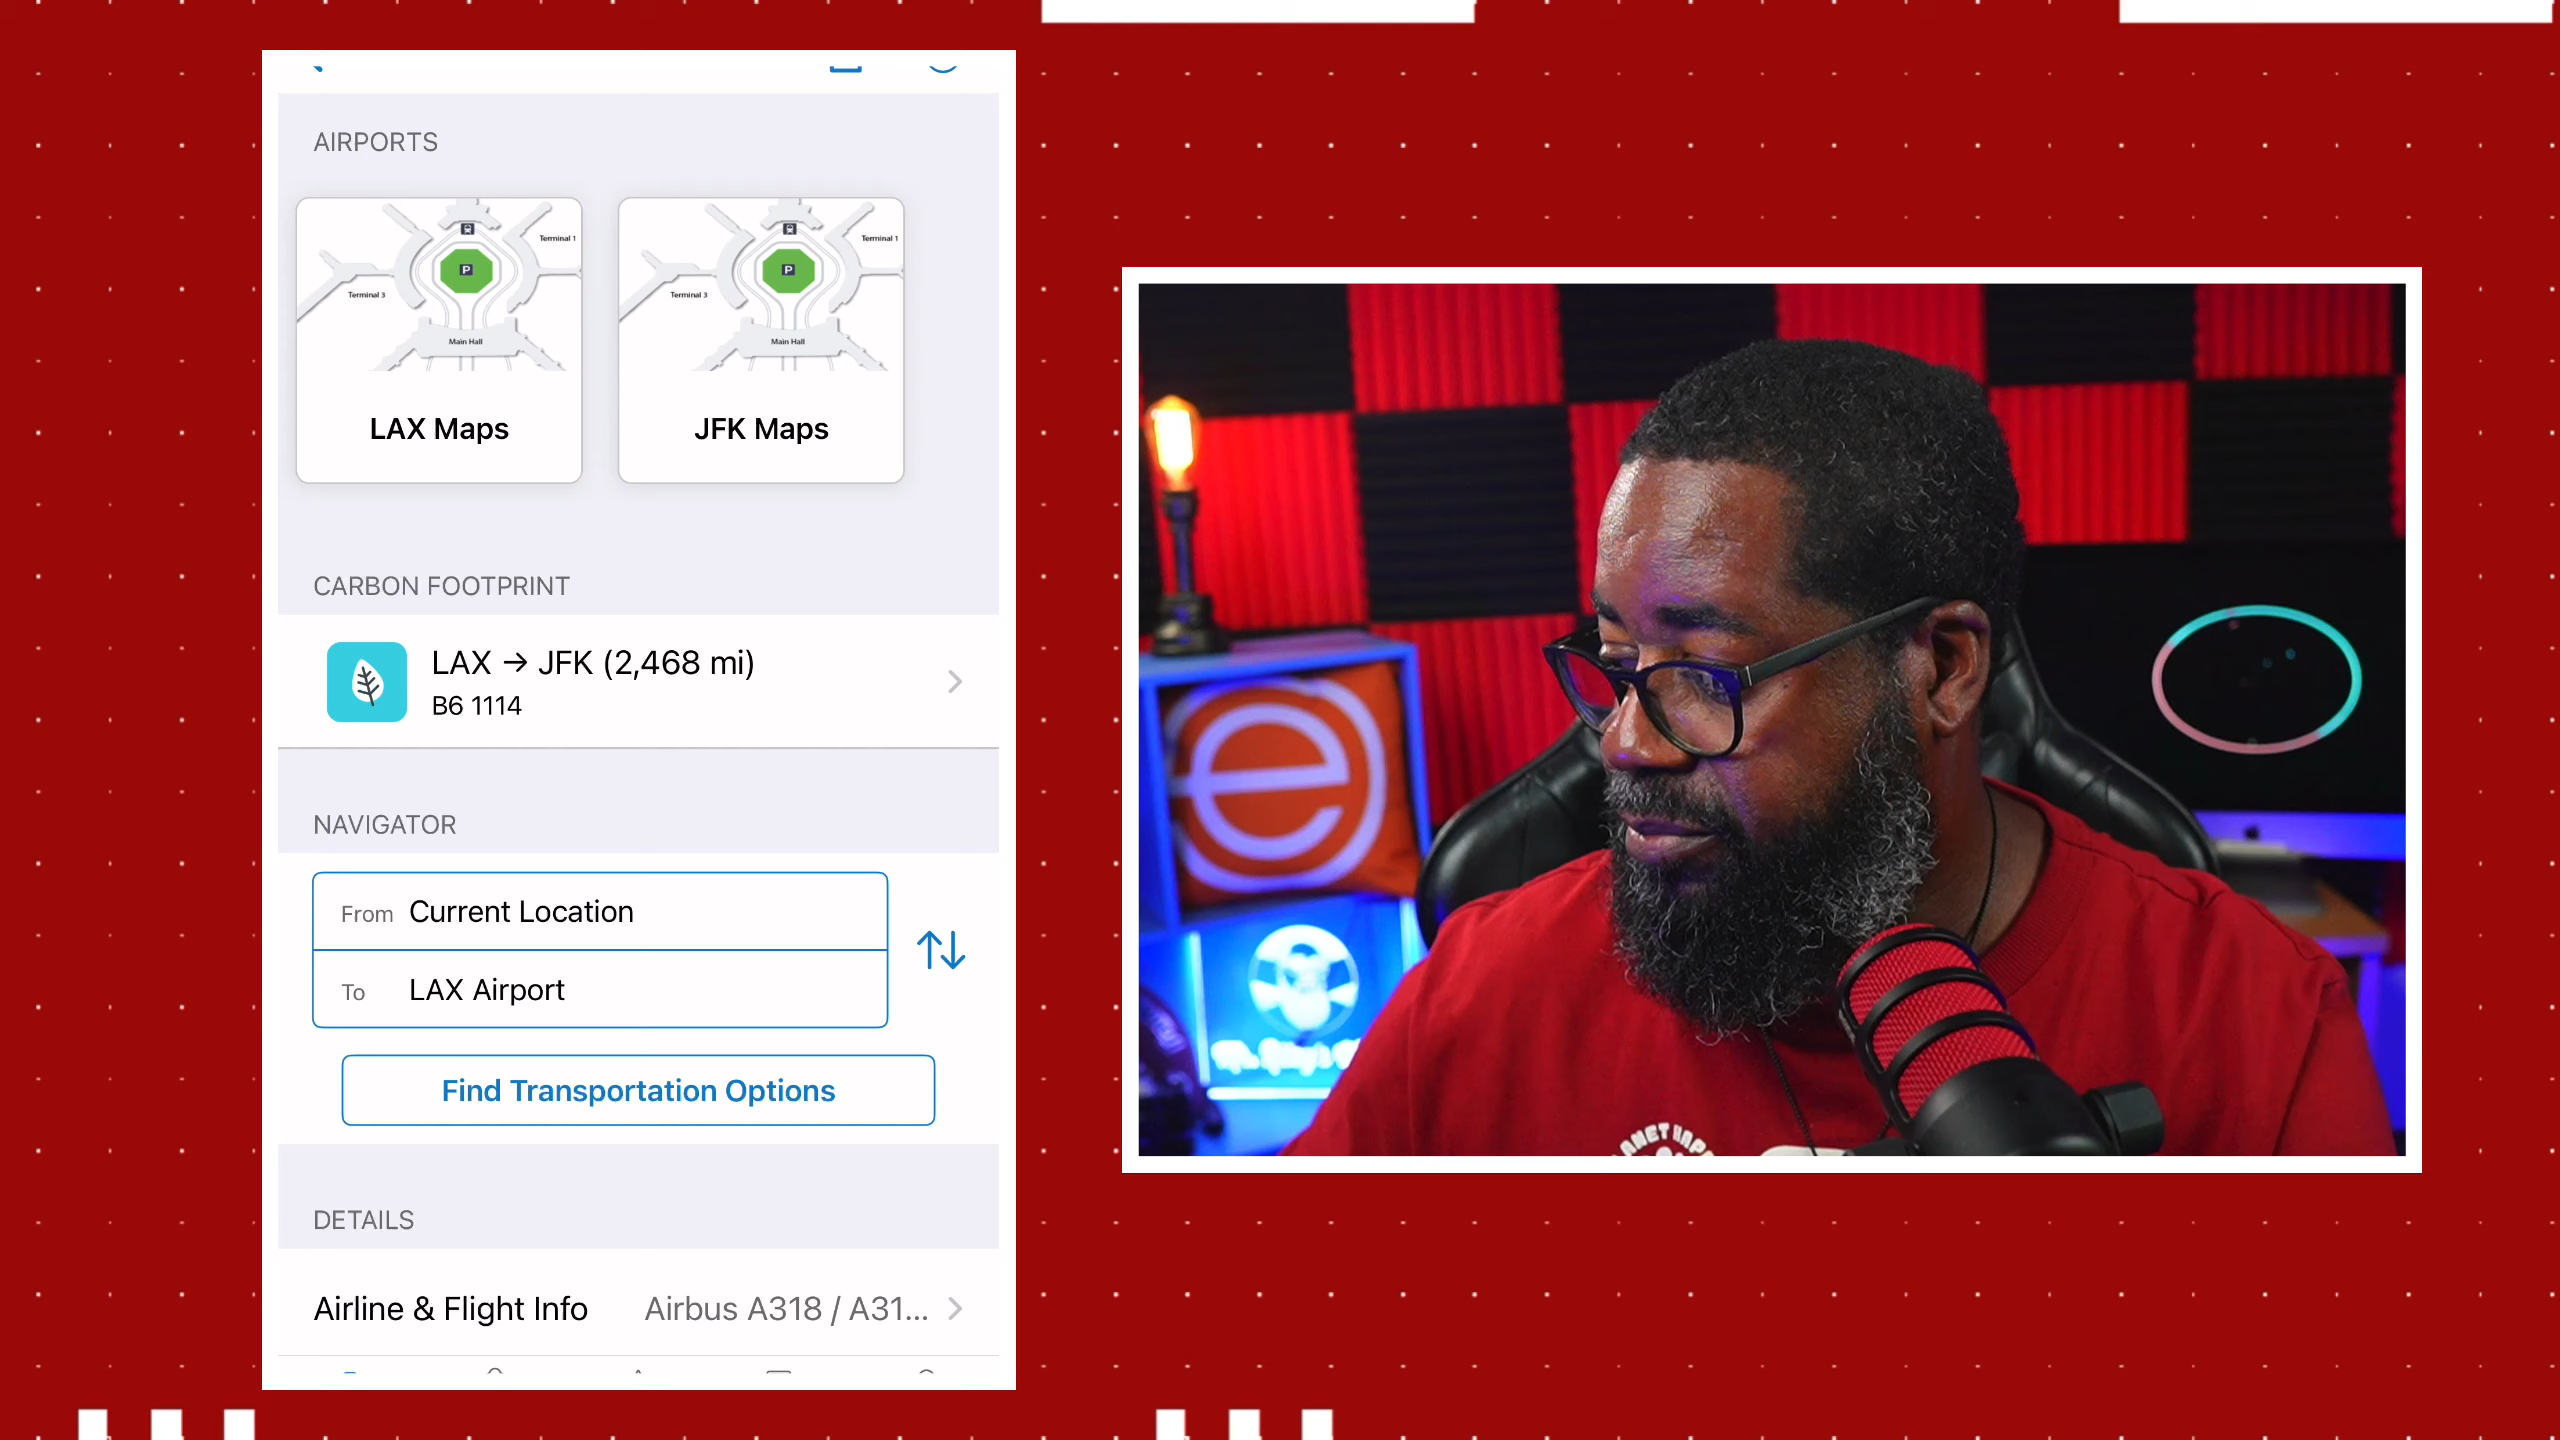 AIRPORTS
P
Terminal 1
Terminal 3
Main Hall
P
Terminal 1
Terminal 3
Main Hall
LAX Maps
JFK Maps
CARBON FOOTPRINT
LAX → JFK (2,468 mi)
B6 1114
NAVIGATOR
From Current Location
To LAX Airport
Find Transportation Options
DETAILS
Airline & Flight Info Airbus A318 / A31...
e